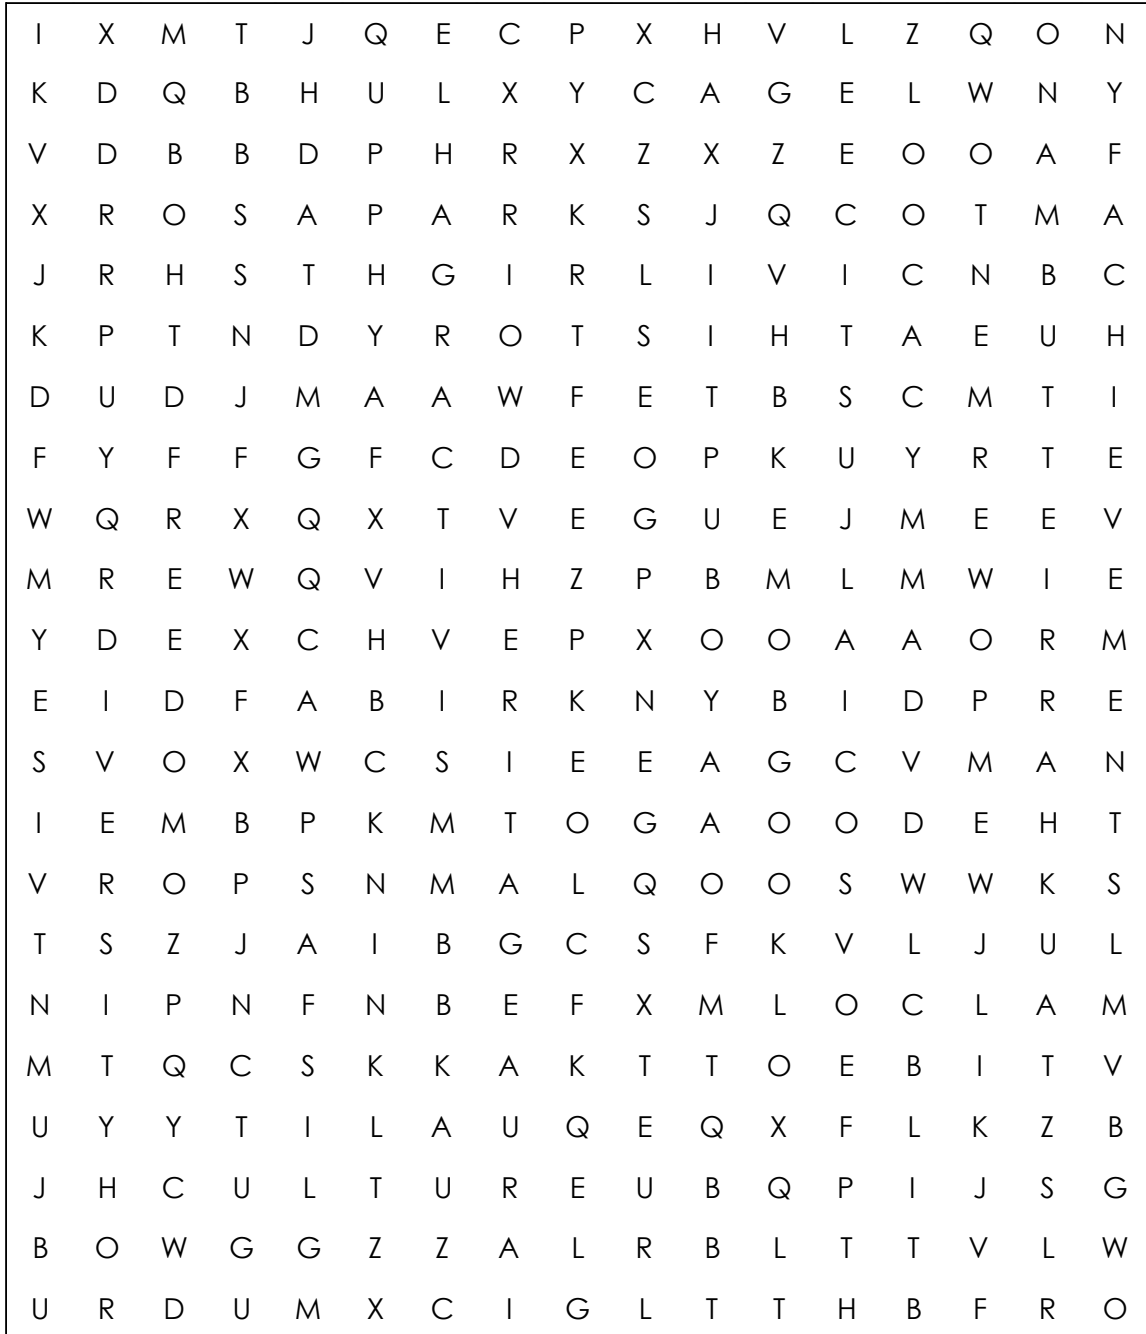 I X M T J Q E C P X H V L Z Q O N
K D Q B H U L X Y C A G E L W N Y
V D B B D P H R X Z X Z E O O A F
X R O S A P A R K S J Q C O T M A
J R H S T H G I R L I V I C N B C
K P T N D Y R O T S I H T A E U H
D U D J M A A W F E T B S C M T I
F Y F F G F C D E O P K U Y R T E
W Q R X Q X T V E G U E J M E E V
M R E W Q V I H Z P B M L M W I E
Y D E X C H V E P X O O A A O R M
E I D F A B I R K N Y B I D P R E
S V O X W C S I E E A G C V M A N
I E M B P K M T O G A O O D E H T
V R O P S N M A L Q O O S W W K S
T S Z J A I B G C S F K V L J U L
N I P N F N B E F X M L O C L A M
M T Q C S K K A K T T O E B I T V
U Y Y T I L A U Q E Q X F L K Z B
J H C U L T U R E U B Q P I J S G
B O W G G Z Z A L R B L T T V L W
U R D U M X C I G L T T H B F R O